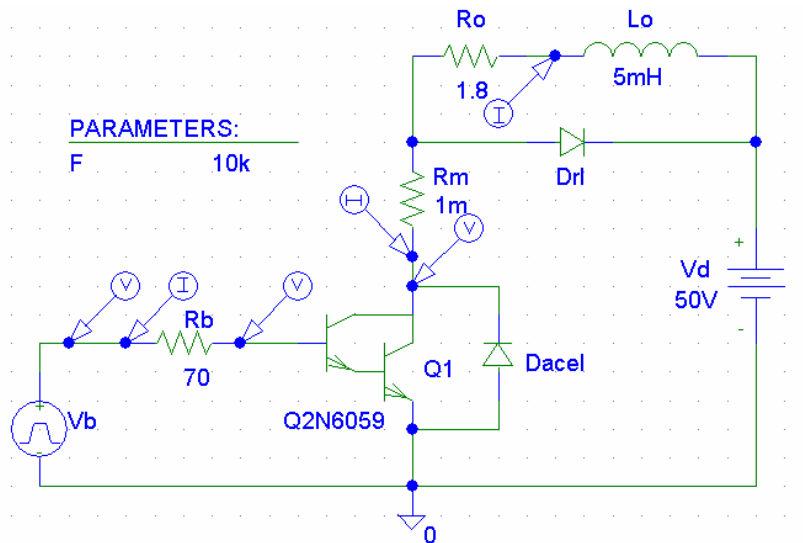 Ro
Lo
1.8
5mH
I
PARAMETERS:
F 10k
Drl
Rm
1m
I
V
Vd
50V
+
-
V
I
V
Rb
70
Q1
Dacel
Q2N6059
Vb
+
-
0